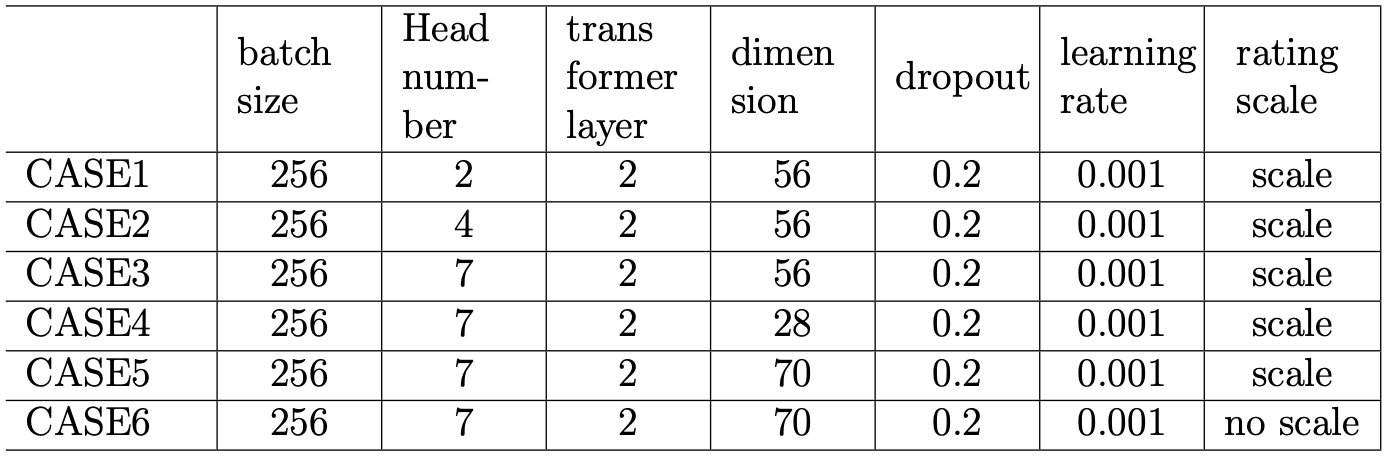 batch size Head num-ber trans former layer dimen sion dropout learning rate rating scale
CASE1 256 2 2 56 0.2 0.001 scale
CASE2 256 4 2 56 0.2 0.001 scale
CASE3 256 7 2 56 0.2 0.001 scale
CASE4 256 7 2 28 0.2 0.001 scale
CASE5 256 7 2 70 0.2 0.001 scale
CASE6 256 7 2 70 0.2 0.001 no scale